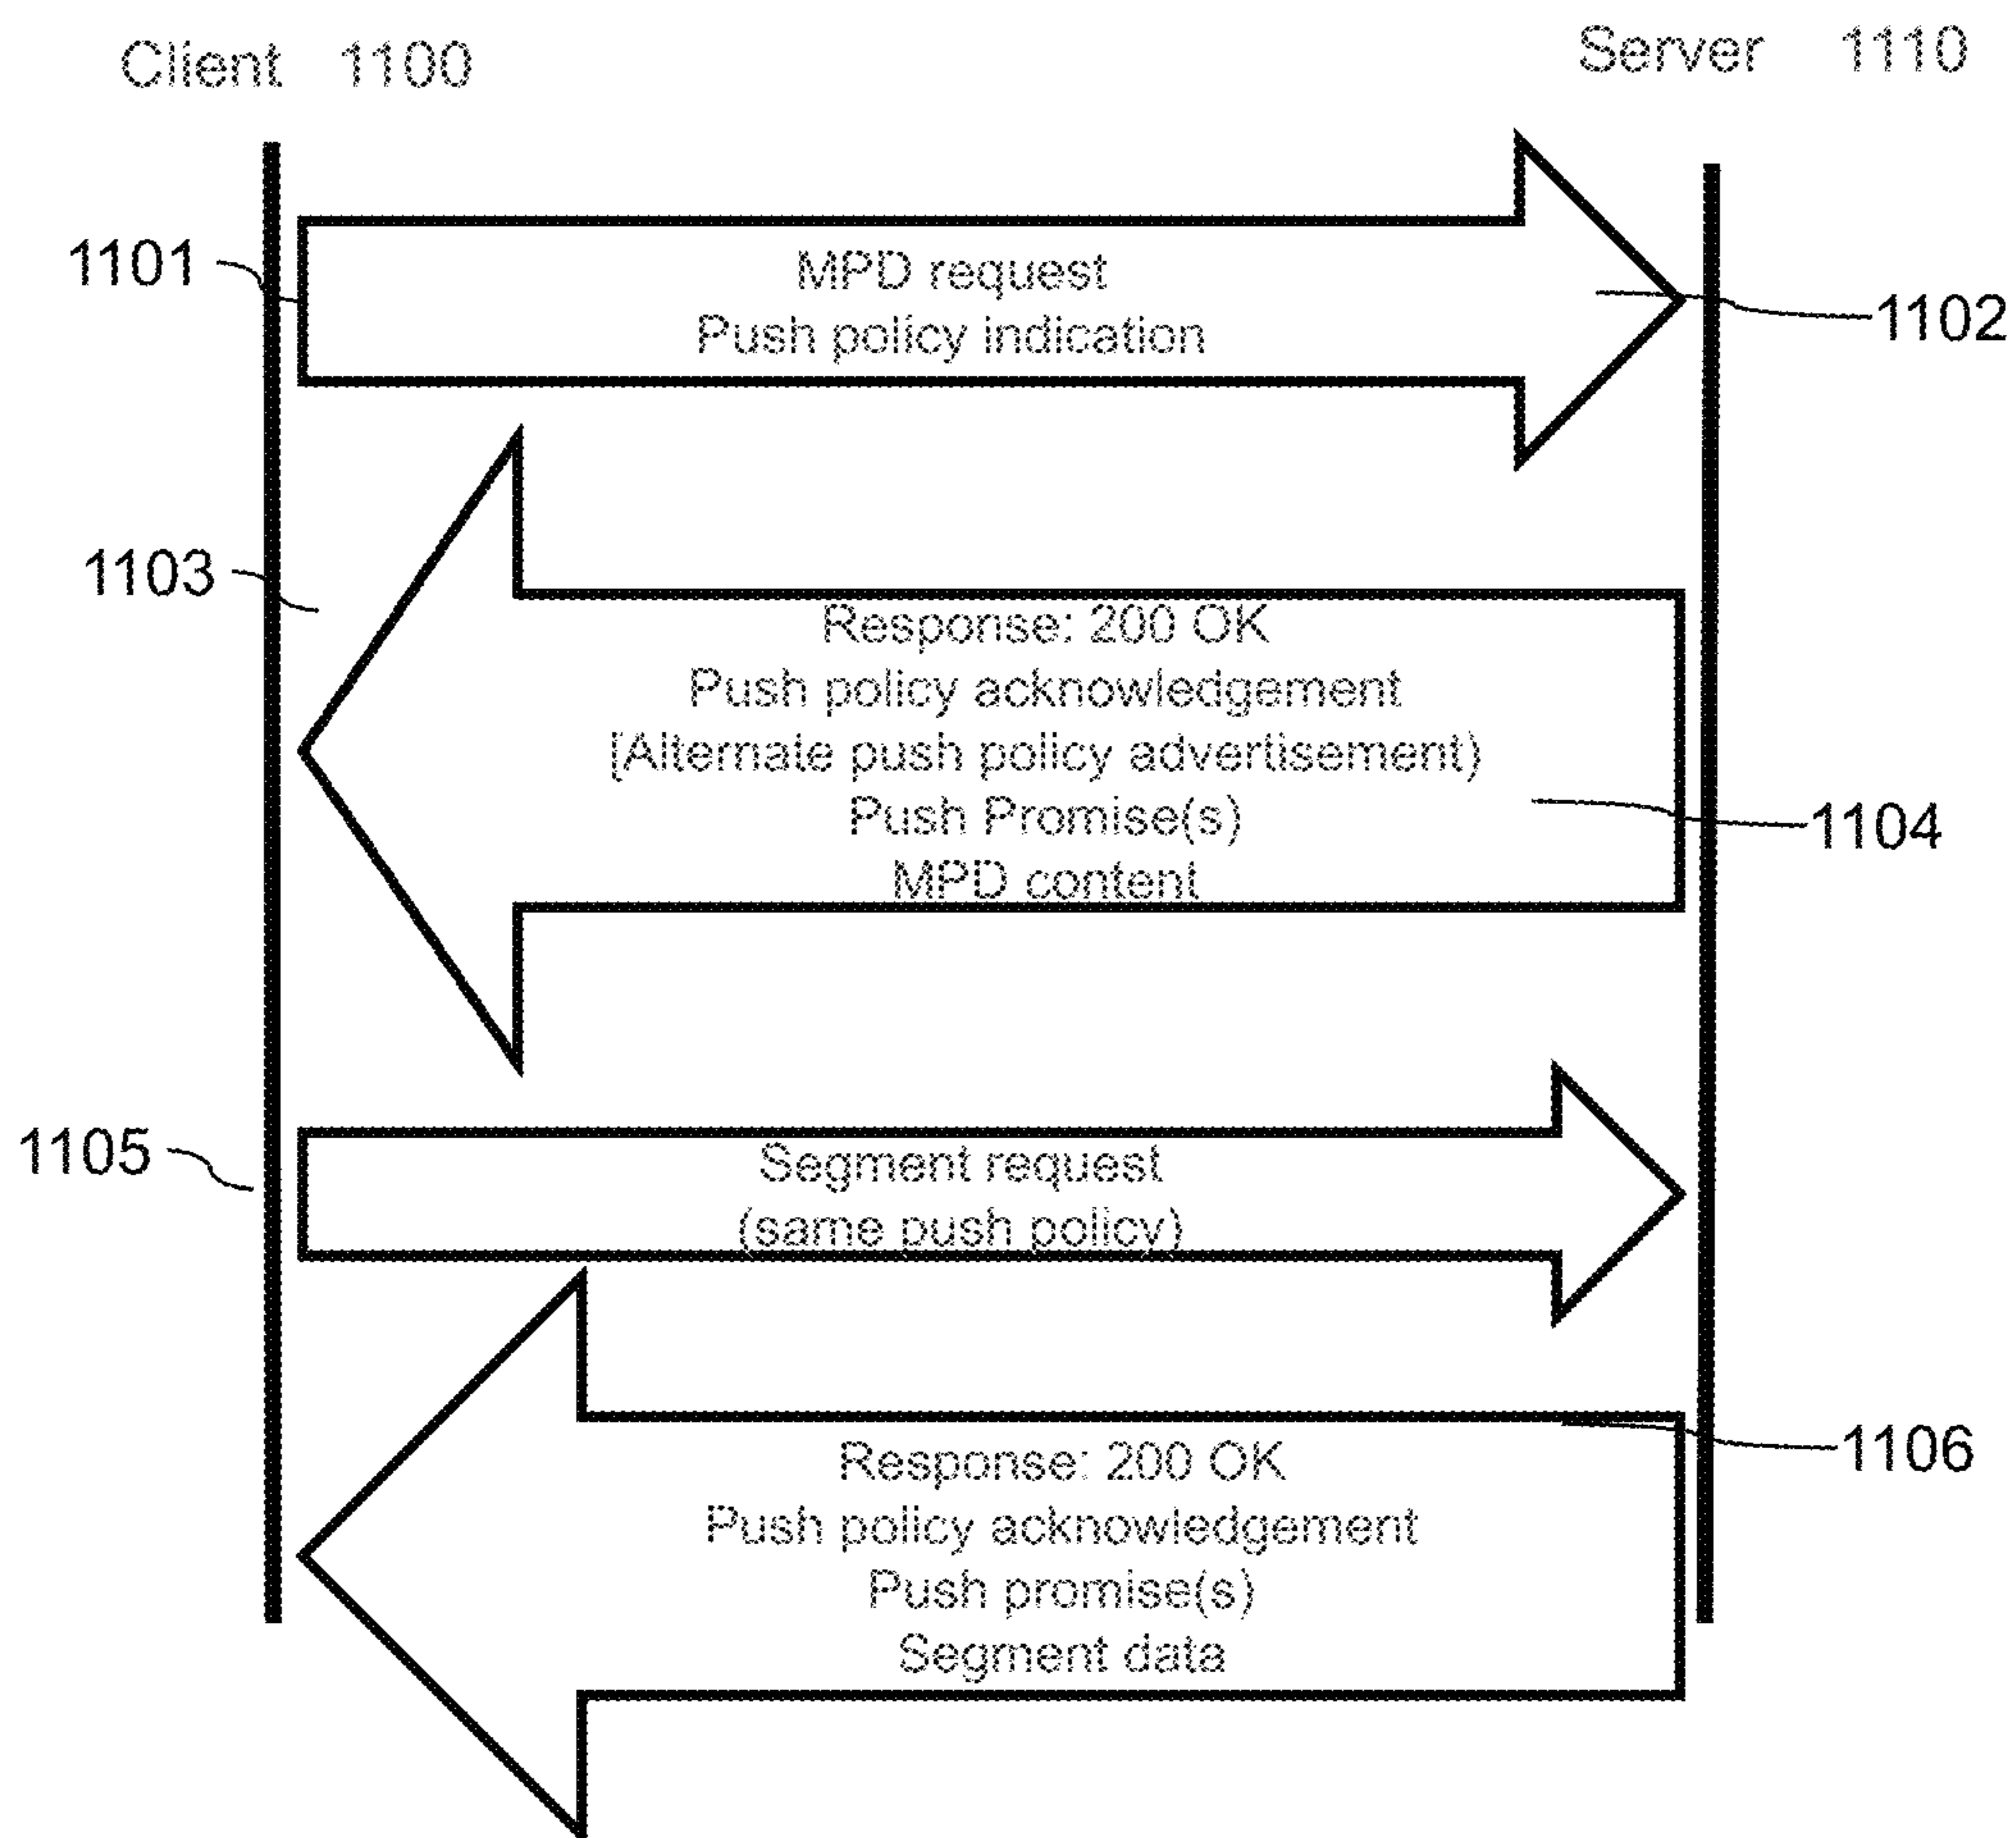 Client 1100
Server 1110
1101
MPD request
Push policy indication
1102
1103
Response: 200 OK
Push policy acknowledgement
[Alternate push policy advertisement)
Push Promise(s)
MPD content
1104
1105
Segment request
(same push policy)
1106
Response: 200 OK
Push policy acknowledgement
Push promise(s)
Segment data